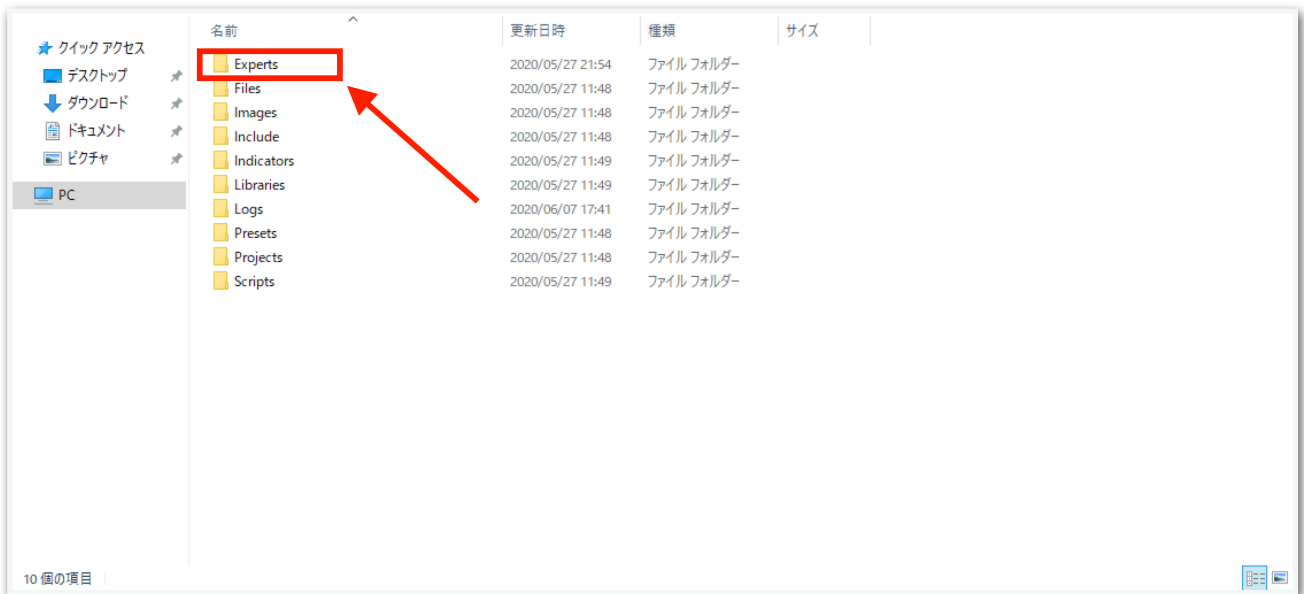 クイック アクセス
デスクトップ
ダウンロード
ドキュメント
ピクチャ
PC
名前 更新日時 種類 サイズ
Experts 2020/05/27 21:54 ファイル フォルダー
Files 2020/05/27 11:48 ファイル フォルダー
Images 2020/05/27 11:48 ファイル フォルダー
Include 2020/05/27 11:48 ファイル フォルダー
Indicators 2020/05/27 11:49 ファイル フォルダー
Libraries 2020/05/27 11:49 ファイル フォルダー
Logs 2020/06/07 17:41 ファイル フォルダー
Presets 2020/05/27 11:48 ファイル フォルダー
Projects 2020/05/27 11:48 ファイル フォルダー
Scripts 2020/05/27 11:49 ファイル フォルダー
10 個の項目